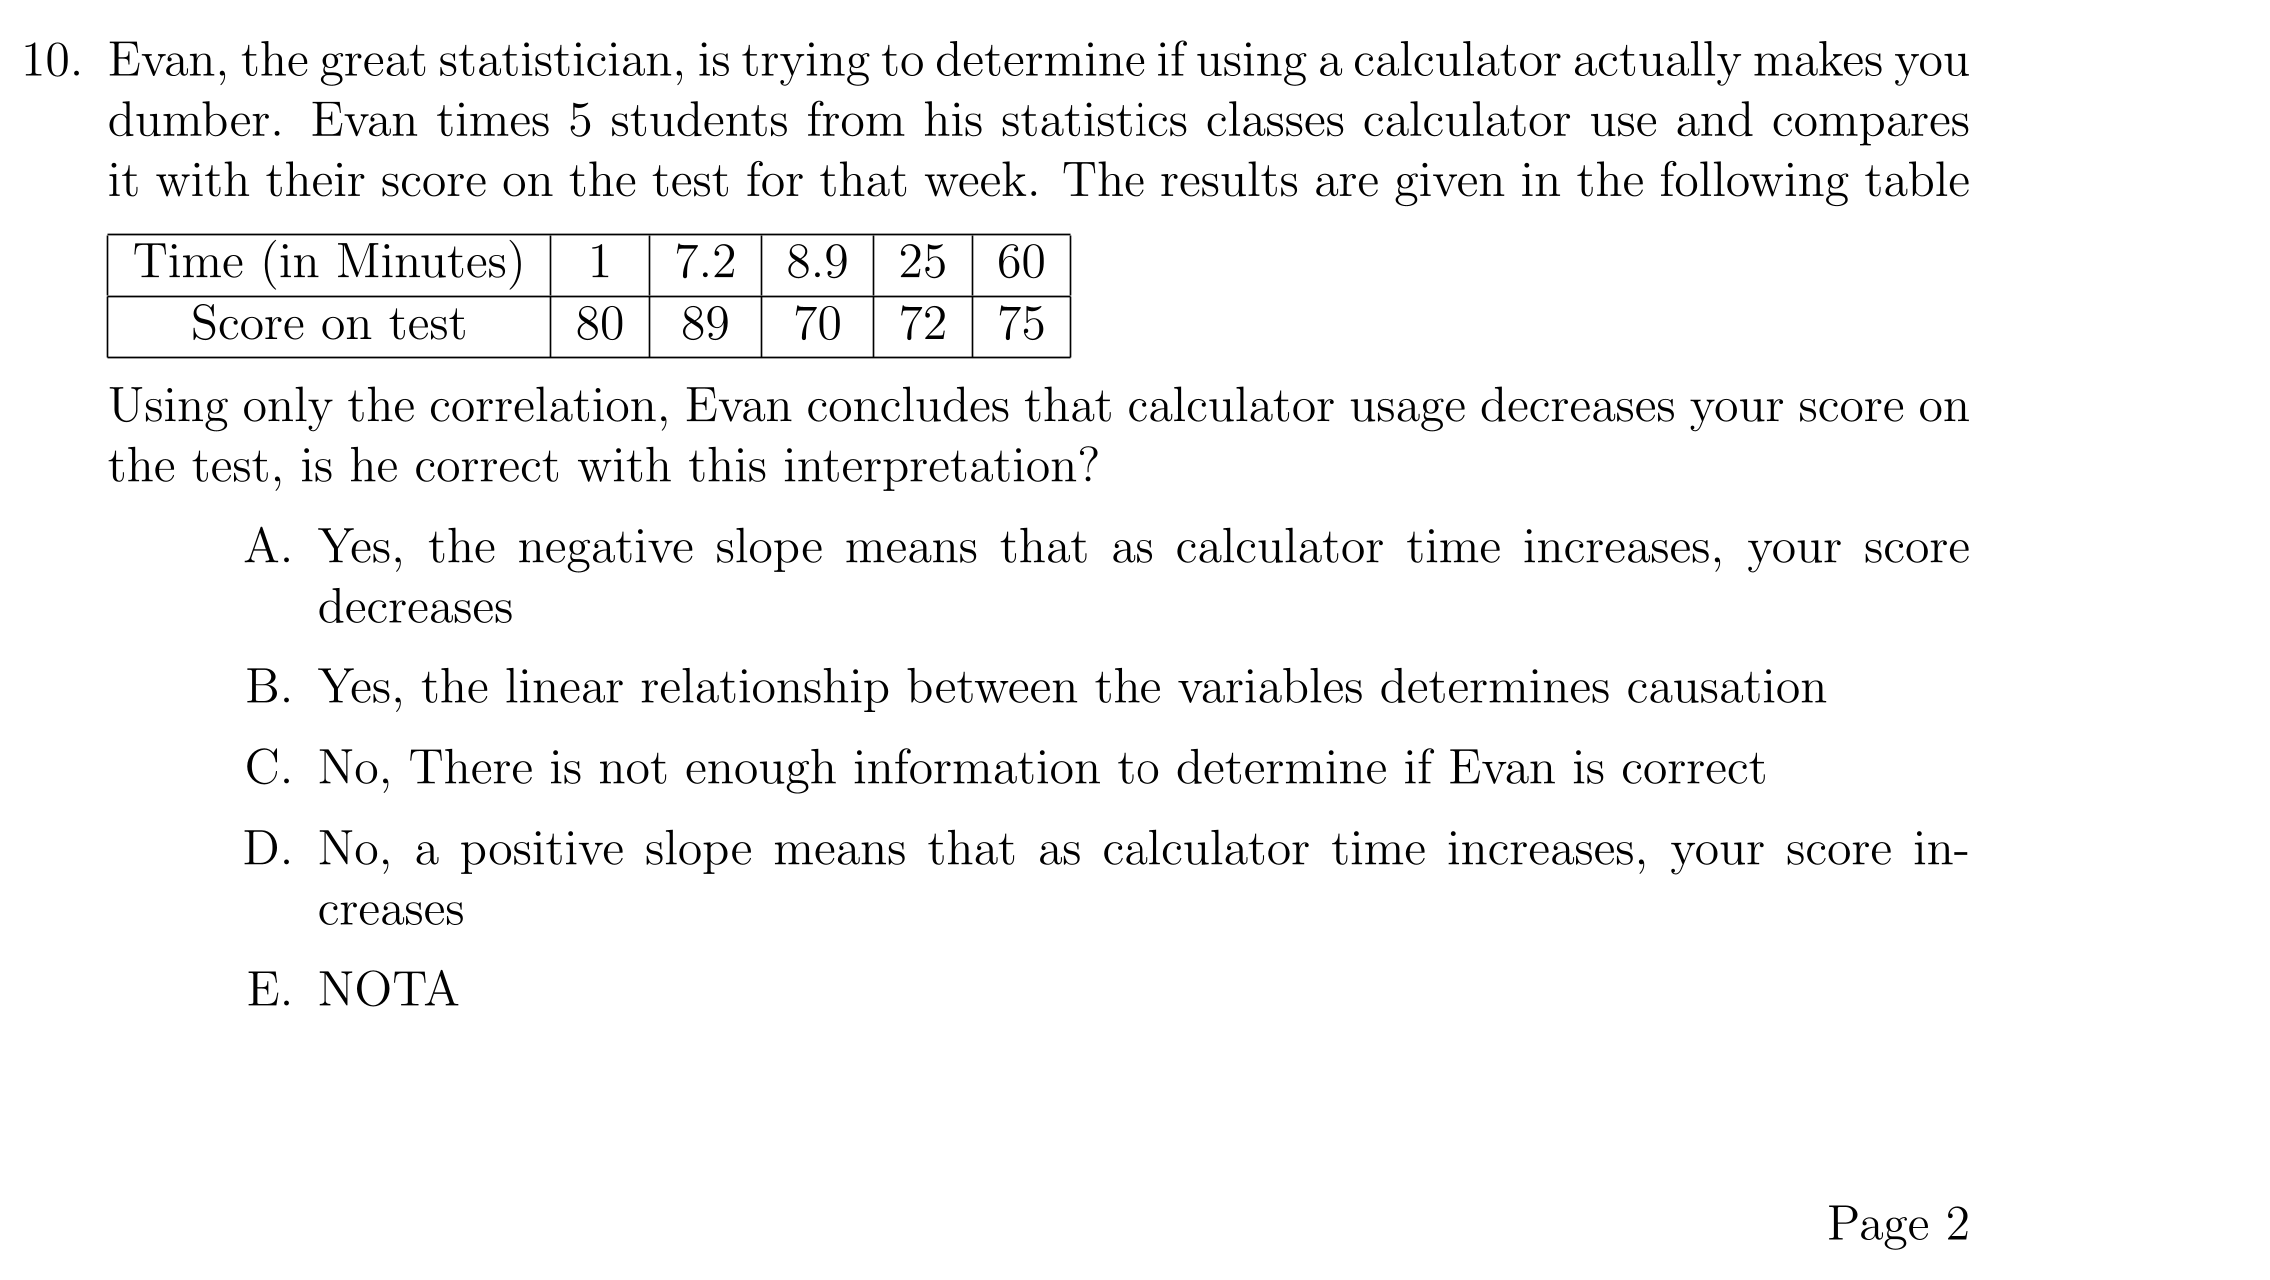 10. Evan, the great statistician, is trying to determine if using a calculator actually makes you
dumber. Evan times 5 students from his statistics classes calculator use and compares
it with their score on the test for that week. The results are given in the following table
Time (in Minutes) 1 7.2 8.9 25 60
Score on test 80 89 70 72 75
Using only the correlation, Evan concludes that calculator usage decreases your score on
the test, is he correct with this interpretation?
A. Yes, the negative slope means that as calculator time increases, your score
decreases
B. Yes, the linear relationship between the variables determines causation
C. No, There is not enough information to determine if Evan is correct
D. No, a positive slope means that as calculator time increases, your score in-
creases
E. NOTA
Page 2